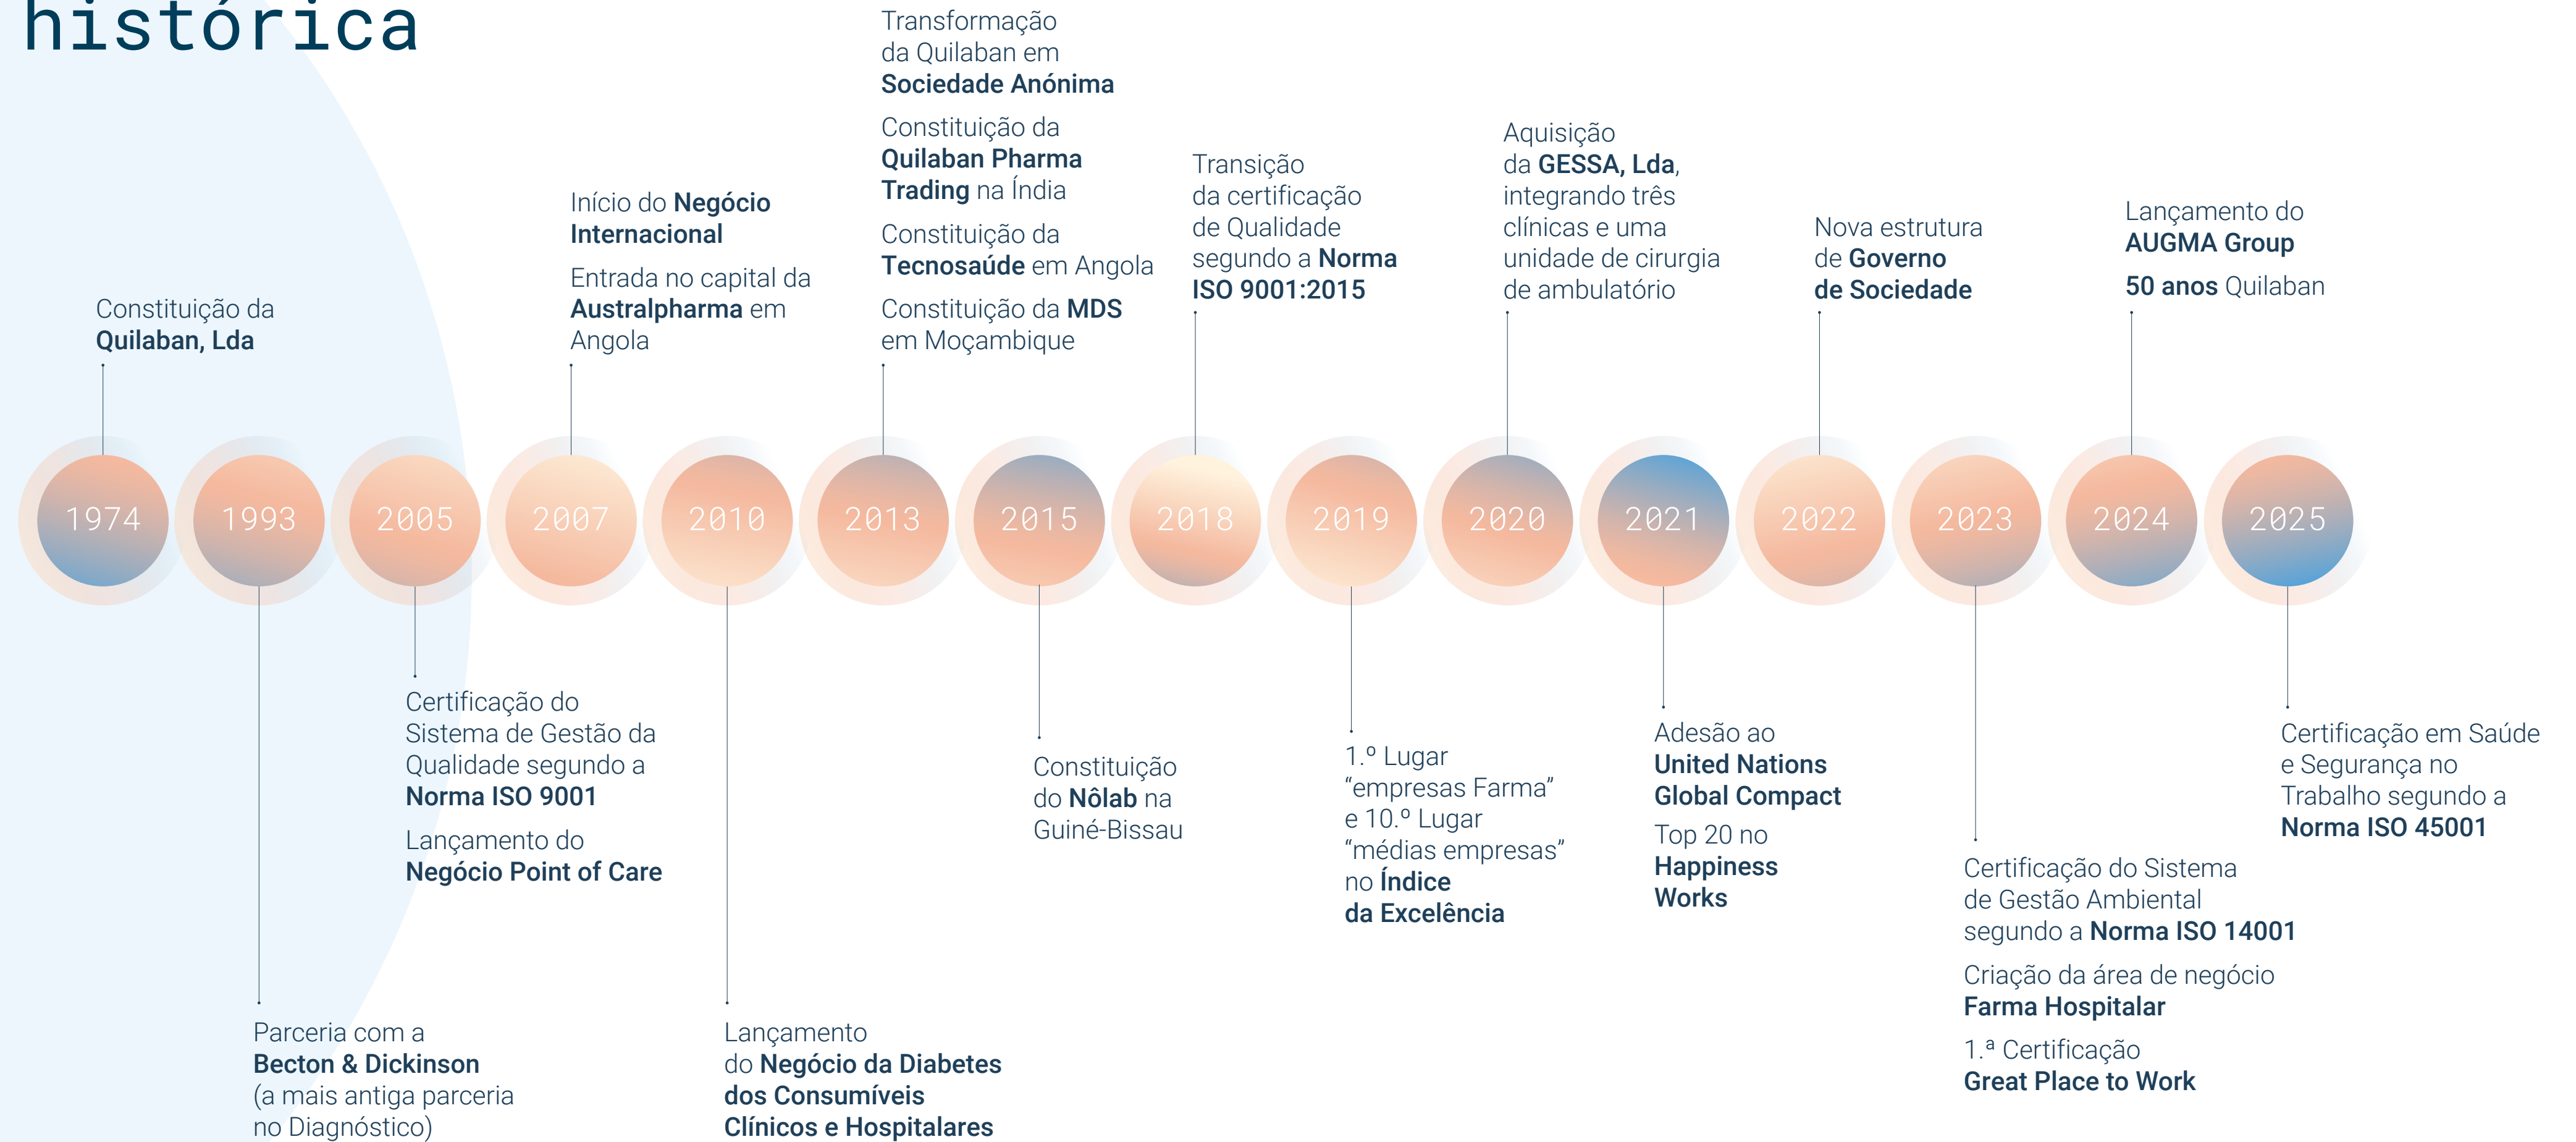 histórica
Constituição da
Quilaban, Lda
Início do Negócio
Internacional
Entrada no capital da
Australpharma em
Angola
Transformação
da Quilaban em
Sociedade Anónima
Constituição da
Quilaban Pharma
Trading na Índia
Constituição da
Tecnosaúde em Angola
Constituição da MDS
em Moçambique
Transição
da certificação
de Qualidade
segundo a Norma
ISO 9001:2015
Aquisição
da GESSA, Lda,
integrando três
clínicas e uma
unidade de cirurgia
de ambulatório
Nova estrutura
de Governo
de Sociedade
Lançamento do
AUGMA Group
50 anos Quilaban
1974 1993 2005 2007 2010 2013 2015 2018 2019 2020 2021 2022 2023 2024 2025
Parceria com a
Becton & Dickinson
(a mais antiga parceria
no Diagnóstico)
Certificação do
Sistema de Gestão da
Qualidade segundo a
Norma ISO 9001
Lançamento do
Negócio Point of Care
Lançamento
do Negócio da Diabetes
dos Consumíveis
Clínicos e Hospitalares
Constituição
do Nôlab na
Guiné-Bissau
1.º Lugar
“empresas Farma”
e 10.º Lugar
“médias empresas”
no Índice
da Excelência
Adesão ao
United Nations
Global Compact
Top 20 no
Happiness
Works
Certificação do Sistema
de Gestão Ambiental
segundo a Norma ISO 14001
Criação da área de negócio
Farma Hospitalar
1.ª Certificação
Great Place to Work
Certificação em Saúde
e Segurança no
Trabalho segundo a
Norma ISO 45001